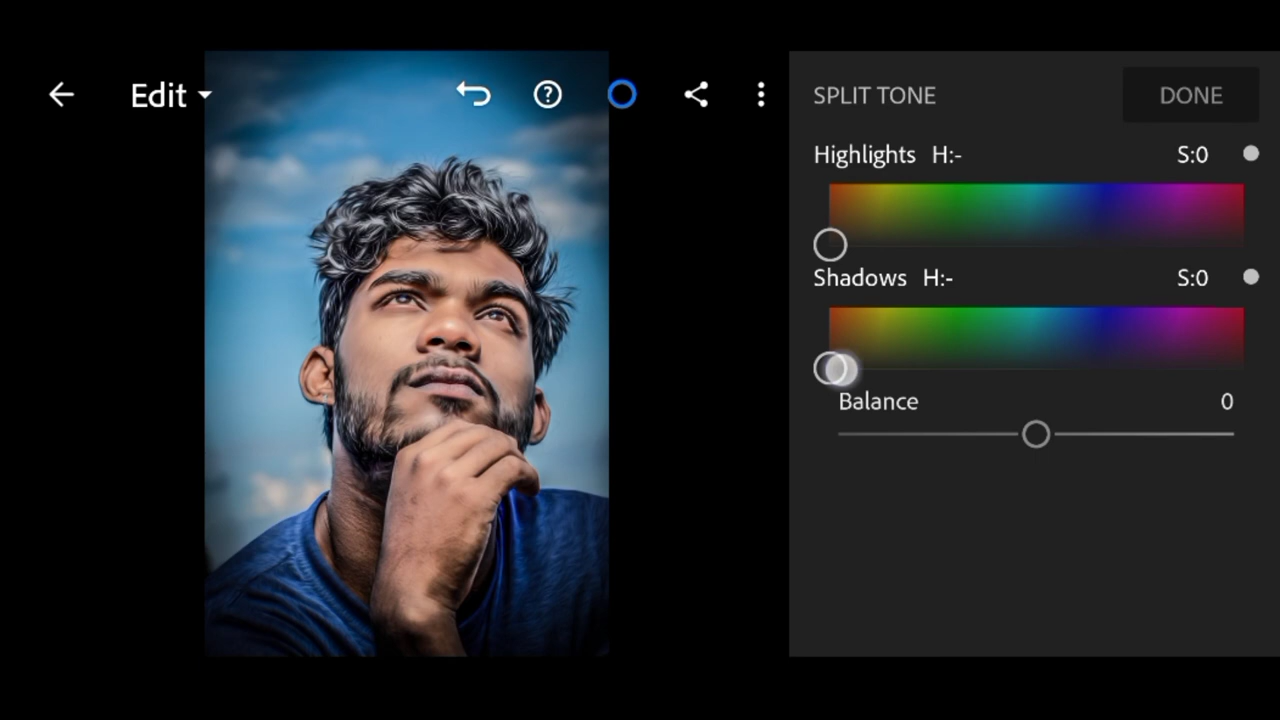 Edit
SPLIT TONE
DONE
Highlights H:- S:0
Shadows H:- S:0
Balance 0